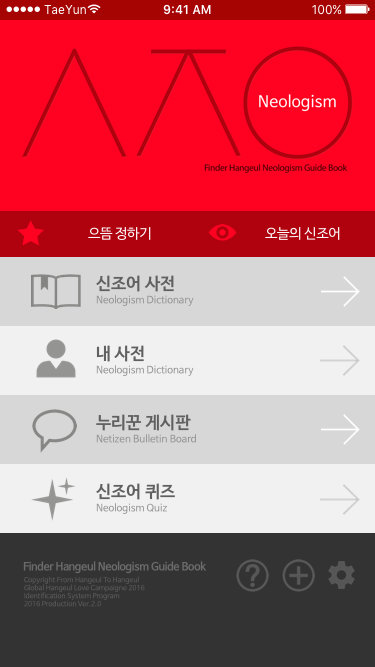 TaeYun 9:41 AM 100%
ㅅㅈㅇ
Neologism
Finder Hangeul Neologism Guide Book
으뜸 정하기 오늘의 신조어
신조어 사전
Neologism Dictionary
내 사전
Neologism Dictionary
누리꾼 게시판
Netizen Bulletin Board
신조어 퀴즈
Neologism Quiz
Finder Hangeul Neologism Guide Book
Copyright From Hangeul To Hangeul
Global Hangeul Love Campaigne 2016
Identification System Program
2016 Production Ver.2.0